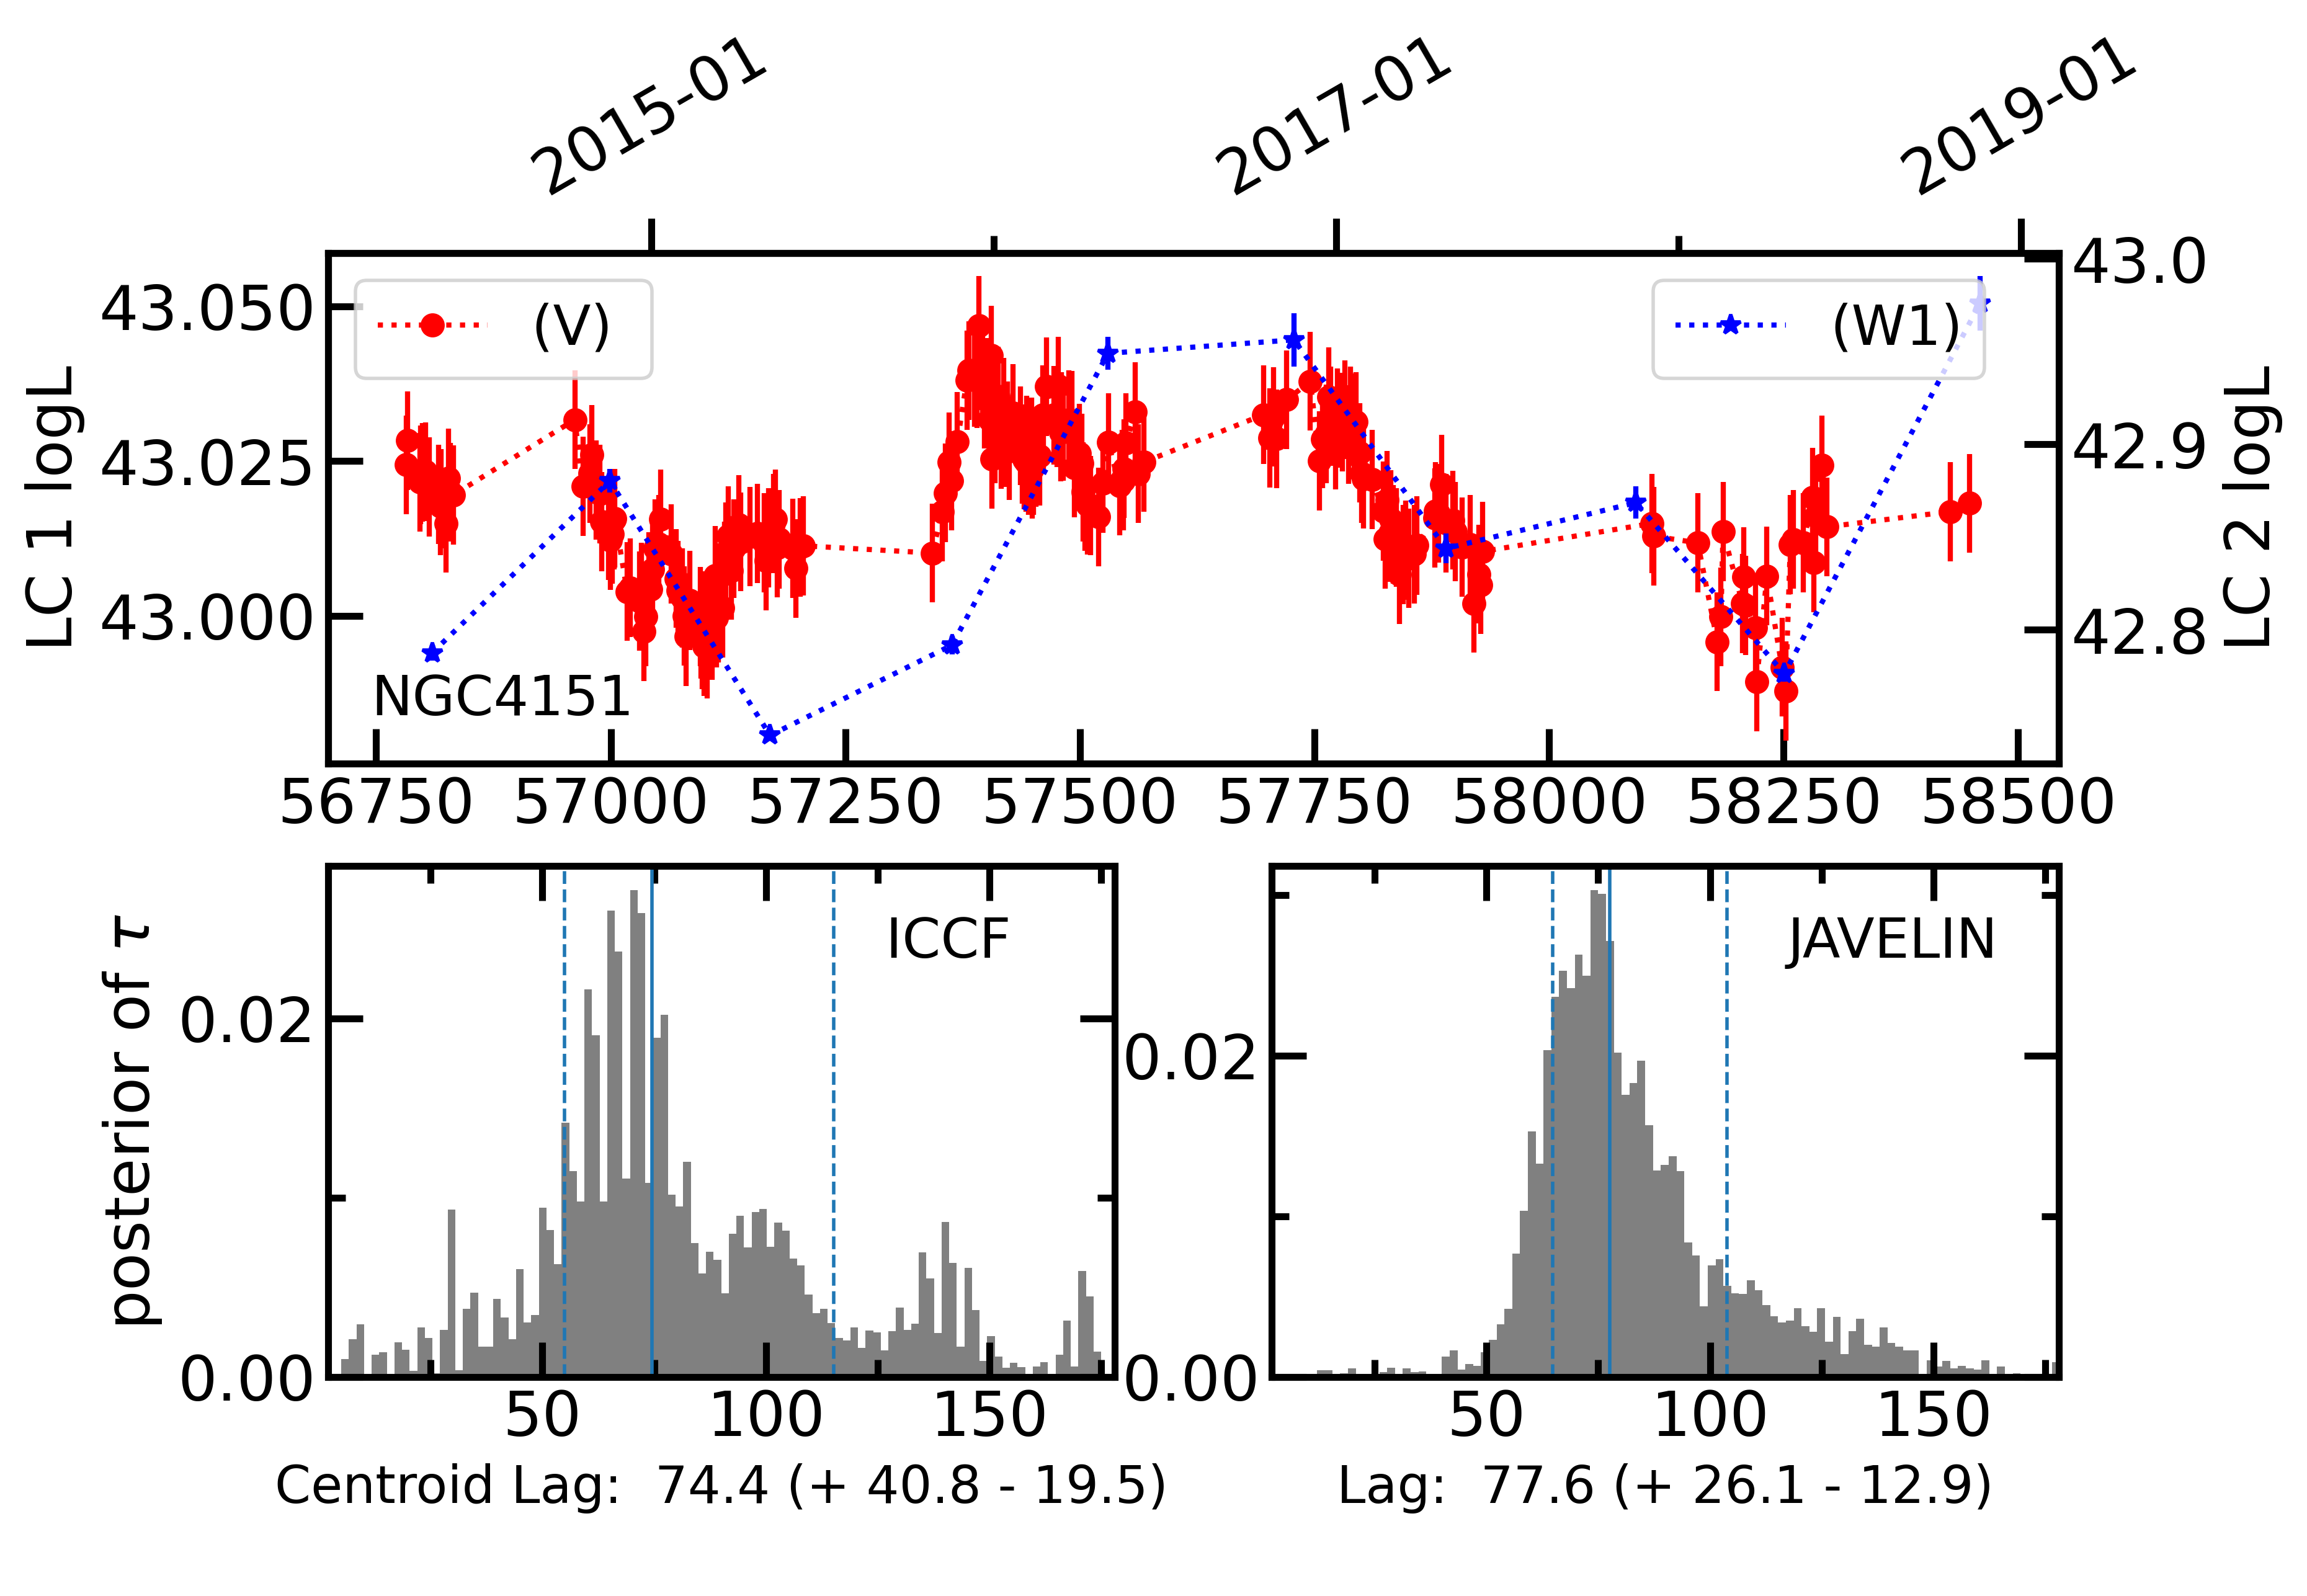 2015-01 2017-01 2019-01
LC 1 logL
43.050
43.025
43.000
(V)
(W1)
NGC4151
43.0
42.9
42.8
LC 2 logL
56750 57000 57250 57500 57750 58000 58250 58500
posterior of τ
0.02
0.00
ICCF
50 100 150
Centroid Lag: 74.4 (+ 40.8 - 19.5)
0.02
0.00
JAVELIN
50 100 150
Lag: 77.6 (+ 26.1 - 12.9)